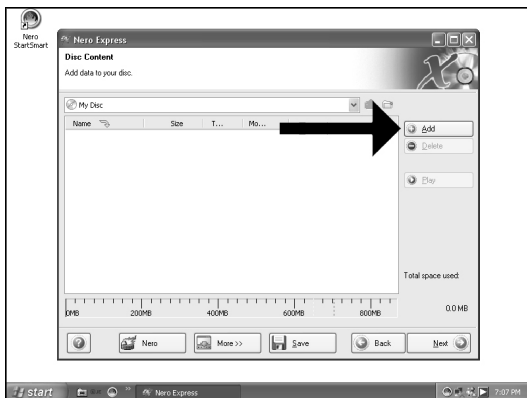 Nero
StartSmart
Nero Express
Disc Content
Add data to your disc.
My Disc
Name Size T... Mo...
Add
Delete
Play
Total space used:
0MB 200MB 400MB 600MB 800MB 0.0 MB
Nero More >> Save Back Next
start Nero Express 7:07 PM